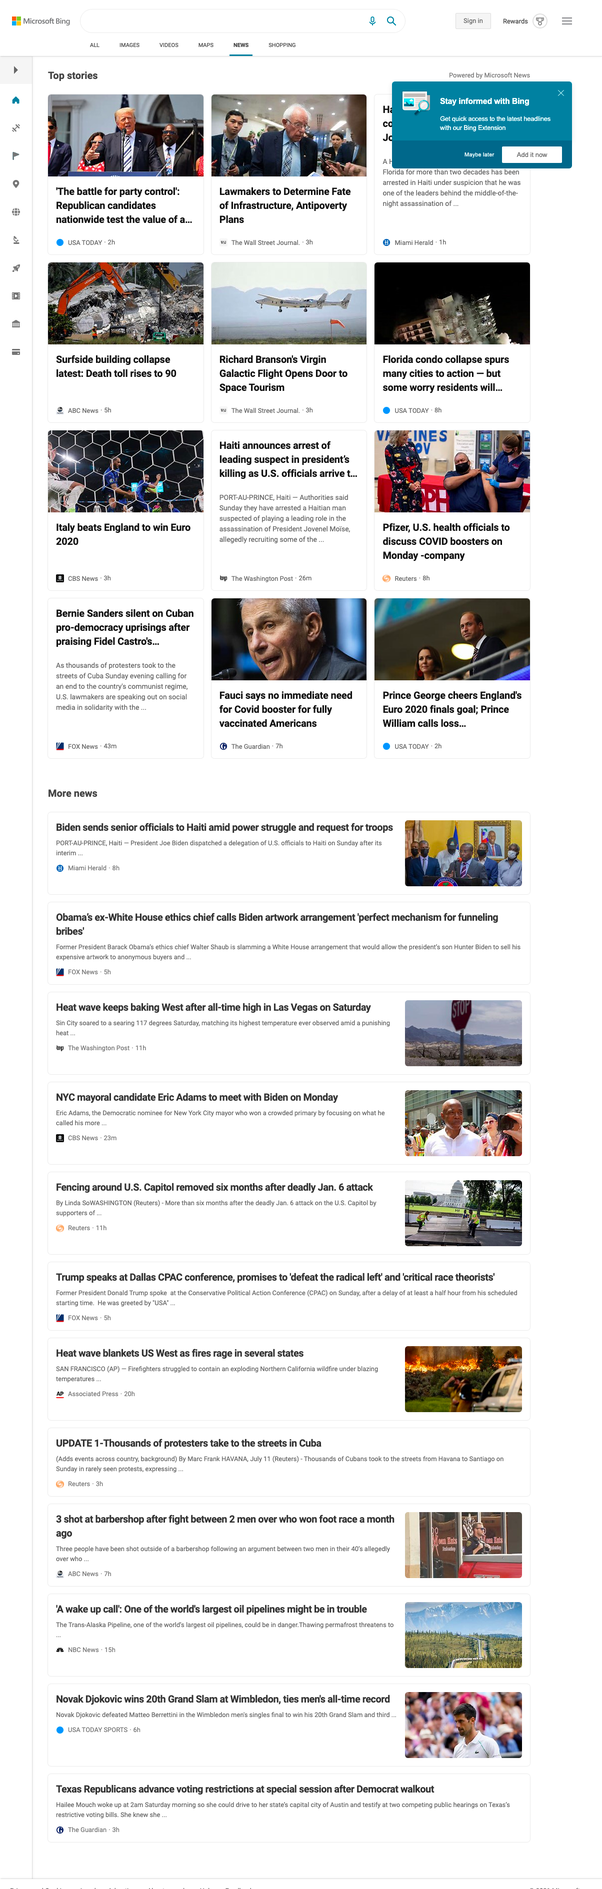 Microsoft Bing
Sign in
Rewards
ALL
IMAGES
VIDEOS
MAPS
NEWS
SHOPPING
Top stories
Powered by Microsoft News
Stay informed with Bing
Get quick access to the latest headlines
with our Bing Extension
Maybe later
Add it now
'The battle for party control':
Republican candidates
nationwide test the value of a...
USA TODAY · 2h
Lawmakers to Determine Fate
of Infrastructure, Antipoverty
Plans
The Wall Street Journal. · 3h
Florida for more than two decades has been
arrested in Haiti under suspicion that he was
one of the leaders behind the middle-of-the-
night assassination of ...
Miami Herald · 1h
Surfside building collapse
latest: Death toll rises to 90
ABC News · 5h
Richard Branson's Virgin
Galactic Flight Opens Door to
Space Tourism
The Wall Street Journal. · 3h
Florida condo collapse spurs
many cities to action — but
some worry residents will...
USA TODAY · 8h
Italy beats England to win Euro
2020
CBS News · 3h
Haiti announces arrest of
leading suspect in president's
killing as U.S. officials arrive t...
PORT-AU-PRINCE, Haiti — Authorities said
Sunday they have arrested a Haitian man
suspected of playing a leading role in the
assassination of President Jovenel Moïse,
allegedly recruiting some of the ...
The Washington Post · 26m
Pfizer, U.S. health officials to
discuss COVID boosters on
Monday -company
Reuters · 8h
Bernie Sanders silent on Cuban
pro-democracy uprisings after
praising Fidel Castro's...
As thousands of protesters took to the
streets of Cuba Sunday evening calling for
an end to the country's communist regime,
U.S. lawmakers are speaking out on social
media in solidarity with the ...
FOX News · 43m
Fauci says no immediate need
for Covid booster for fully
vaccinated Americans
The Guardian · 7h
Prince George cheers England's
Euro 2020 finals goal; Prince
William calls loss...
USA TODAY · 2h
More news
Biden sends senior officials to Haiti amid power struggle and request for troops
PORT-AU-PRINCE, Haiti — President Joe Biden dispatched a delegation of U.S. officials to Haiti on Sunday after its
interim ...
Miami Herald · 8h
Obama's ex-White House ethics chief calls Biden artwork arrangement 'perfect mechanism for funneling
bribes'
Former President Barack Obama's ethics chief Walter Shaub is slamming a White House arrangement that would allow the president's son Hunter Biden to sell his
expensive artwork to anonymous buyers and ...
FOX News · 5h
Heat wave keeps baking West after all-time high in Las Vegas on Saturday
Sin City soared to a searing 117 degrees Saturday, matching its highest temperature ever observed amid a punishing
heat ...
The Washington Post · 11h
STOP
NYC mayoral candidate Eric Adams to meet with Biden on Monday
Eric Adams, the Democratic nominee for New York City mayor who won a crowded primary by focusing on what he
called his more ...
CBS News · 23m
Fencing around U.S. Capitol removed six months after deadly Jan. 6 attack
By Linda SoWASHINGTON (Reuters) - More than six months after the deadly Jan. 6 attack on the U.S. Capitol by
supporters of ...
Reuters · 11h
Trump speaks at Dallas CPAC conference, promises to 'defeat the radical left' and 'critical race theorists'
Former President Donald Trump spoke at the Conservative Political Action Conference (CPAC) on Sunday, after a delay of at least a half hour from his scheduled
starting time. He was greeted by "USA" ...
FOX News · 5h
Heat wave blankets US West as fires rage in several states
SAN FRANCISCO (AP) — Firefighters struggled to contain an exploding Northern California wildfire under blazing
temperatures ...
Associated Press · 20h
UPDATE 1-Thousands of protesters take to the streets in Cuba
(Adds events across country, background) By Marc Frank HAVANA, July 11 (Reuters) - Thousands of Cubans took to the streets from Havana to Santiago on
Sunday in rarely seen protests, expressing ...
Reuters · 3h
3 shot at barbershop after fight between 2 men over who won foot race a month
ago
Three people have been shot outside of a barbershop following an argument between two men in their 40's allegedly
over who ...
ABC News · 7h
'A wake up call': One of the world's largest oil pipelines might be in trouble
The Trans-Alaska Pipeline, one of the world's largest oil pipelines, could be in danger.Thawing permafrost threatens to
...
NBC News · 15h
Novak Djokovic wins 20th Grand Slam at Wimbledon, ties men's all-time record
Novak Djokovic defeated Matteo Berrettini in the Wimbledon men's singles final to win his 20th Grand Slam and third ...
USA TODAY SPORTS · 6h
Texas Republicans advance voting restrictions at special session after Democrat walkout
Hailee Mouch woke up at 2am Saturday morning so she could drive to her state's capital city of Austin and testify at two competing public hearings on Texas's
restrictive voting bills. She knew she ...
The Guardian · 3h